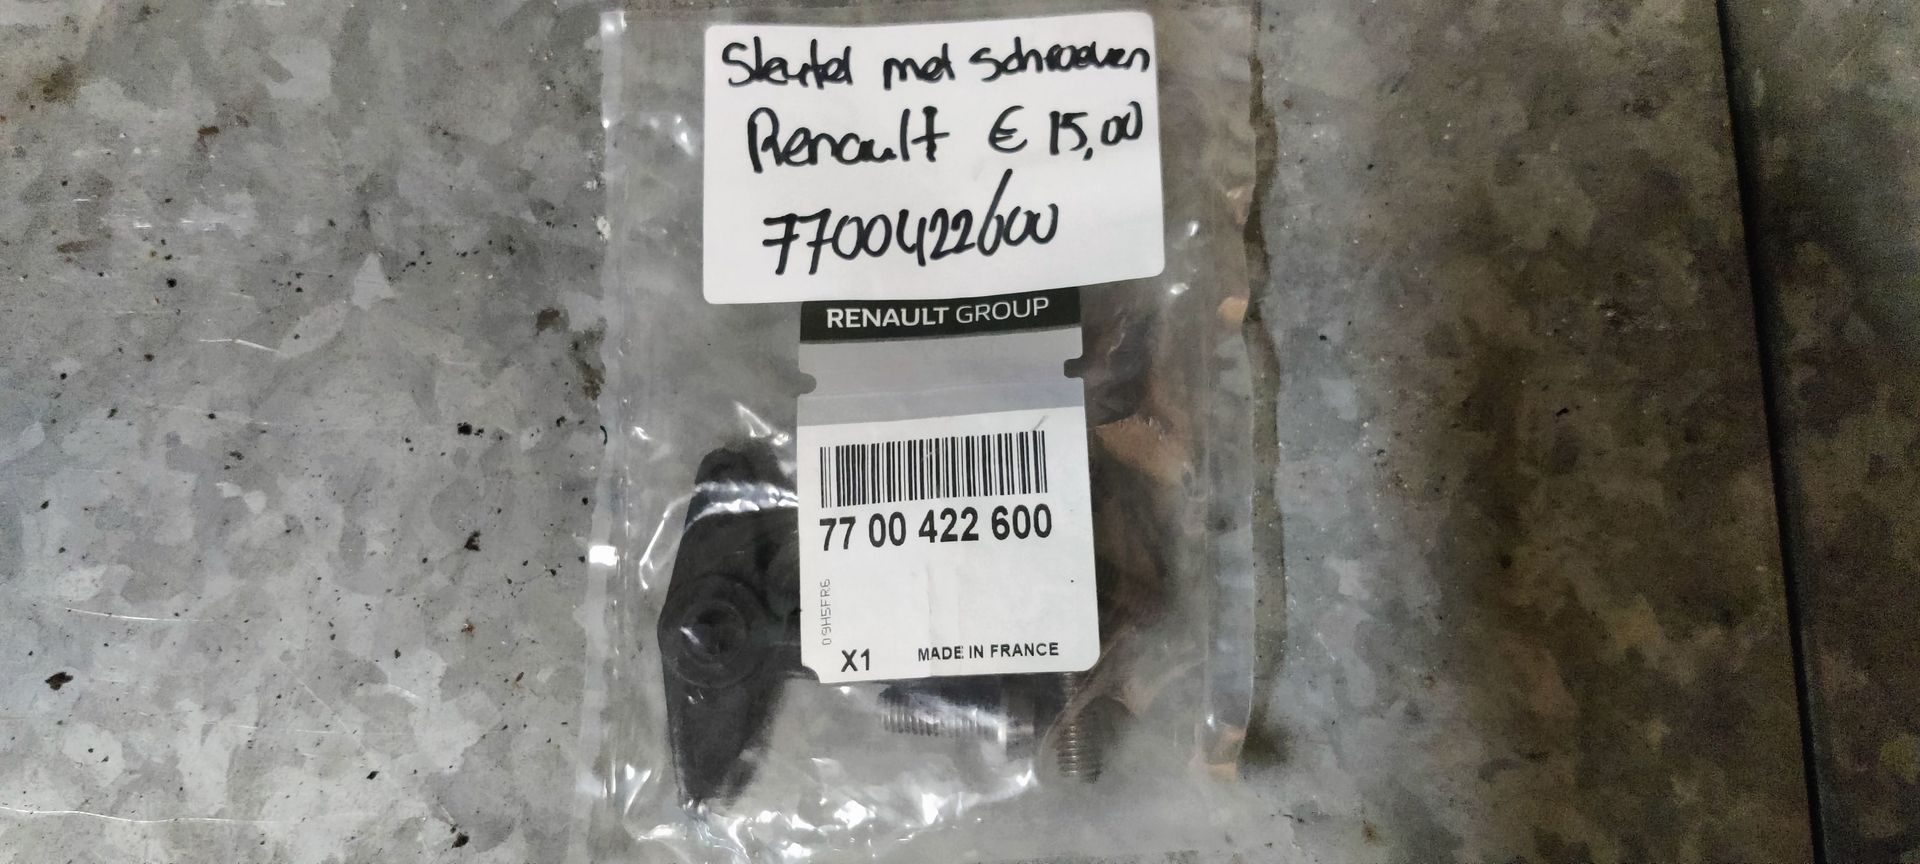 Sleutel met schroeven
Renault € 15,00
7700422600
RENAULT GROUP
77 00 422 600
09H5FR6
X1 MADE IN FRANCE